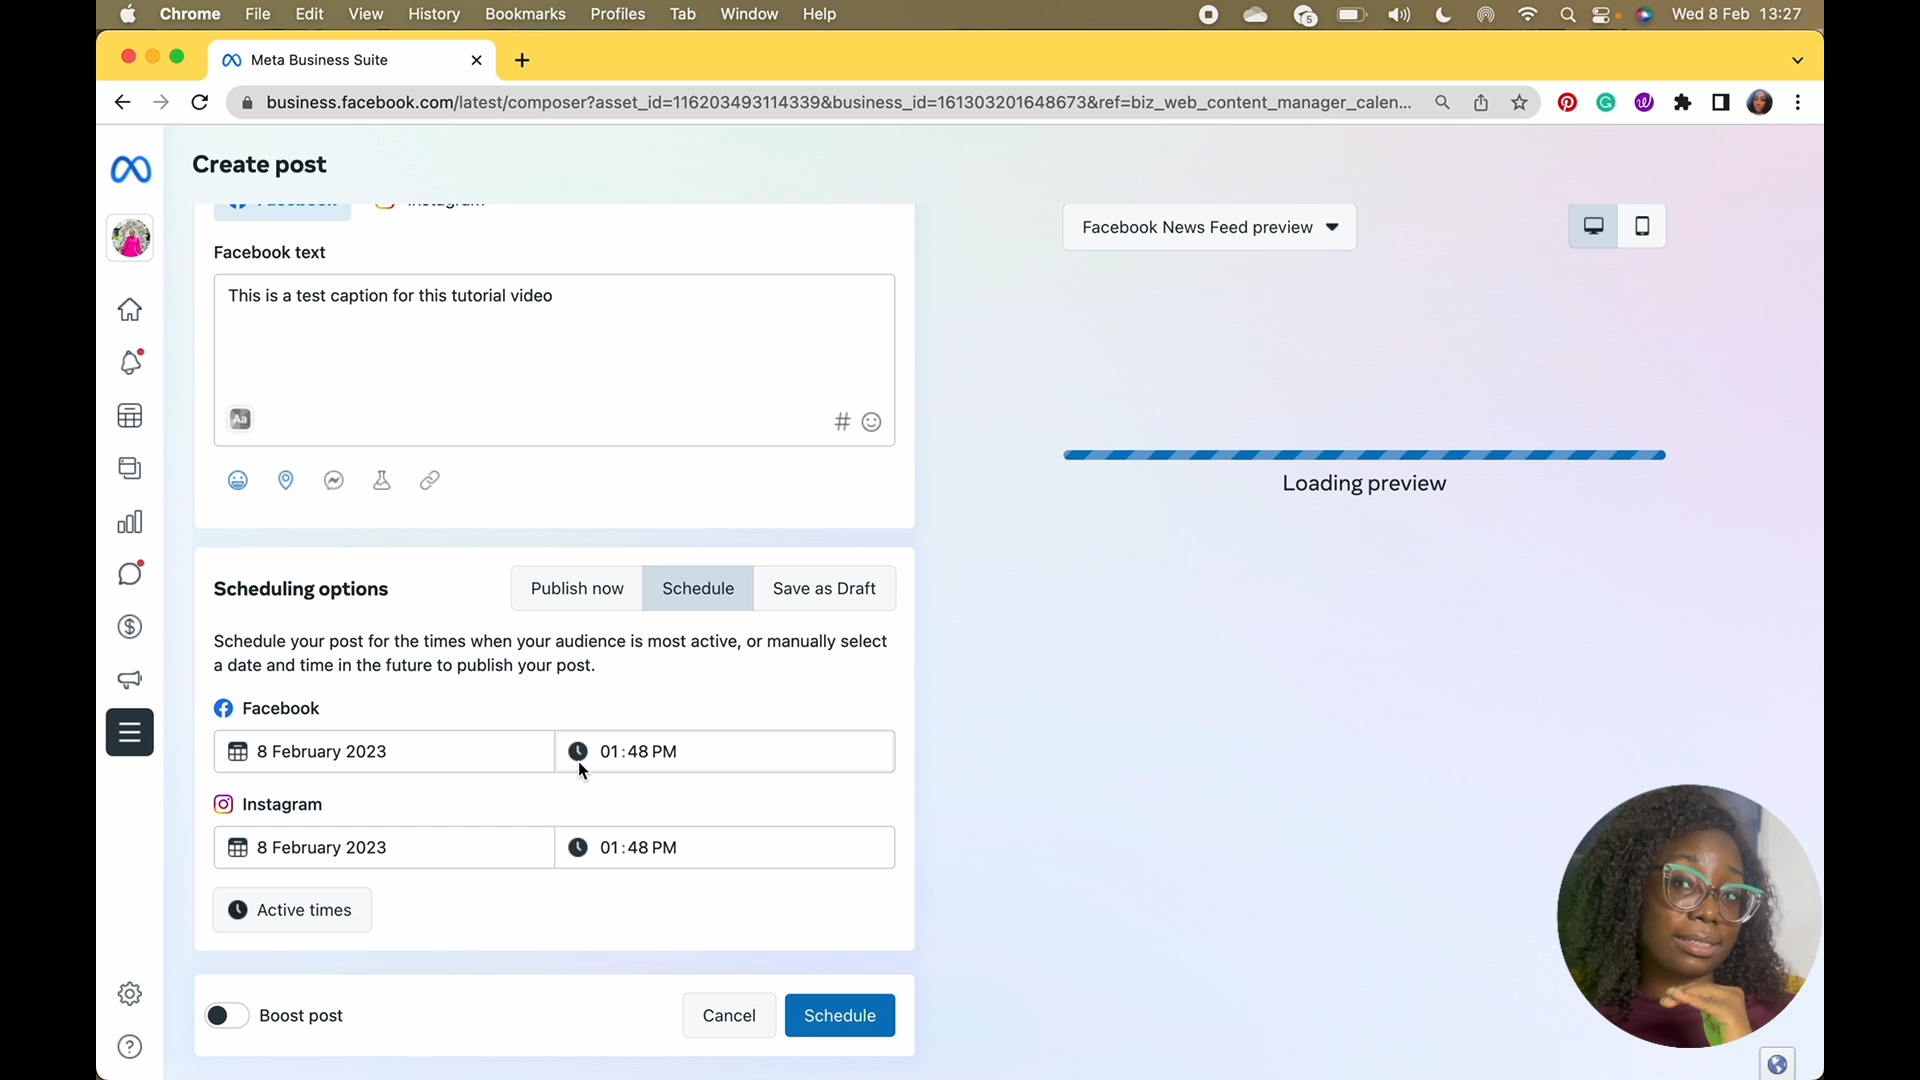 Chrome File Edit View History Bookmarks Profiles Tab Window Help 5 Wed 8 Feb 13:27
Meta Business Suite
business.facebook.com/latest/composer?asset_id=116203493114339&business_id=161303201648673&ref=biz_web_content_manager_calen...
Create post
Facebook Instagram
Facebook News Feed preview
Facebook text
This is a test caption for this tutorial video
Aa #
Loading preview
Scheduling options Publish now Schedule Save as Draft
Schedule your post for the times when your audience is most active, or manually select
a date and time in the future to publish your post.
Facebook
8 February 2023 01:48 PM
Instagram
8 February 2023 01:48 PM
Active times
Boost post Cancel Schedule